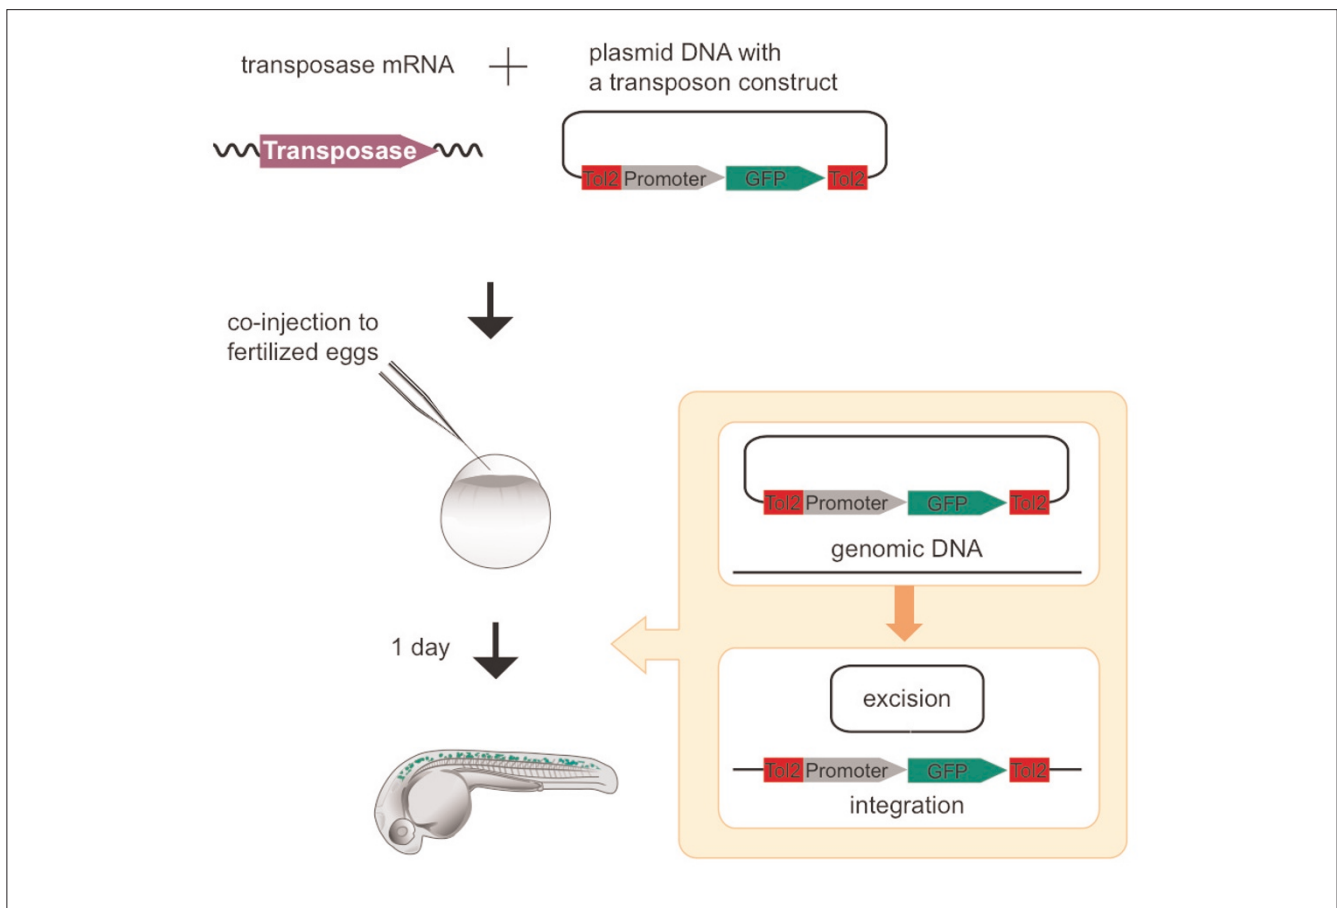 transposase mRNA
plasmid DNA with
a transposon construct
Transposase
Tol2 Promoter GFP Tol2
co-injection to
fertilized eggs
Tol2 Promoter GFP Tol2
genomic DNA
1 day
excision
Tol2 Promoter GFP Tol2
integration